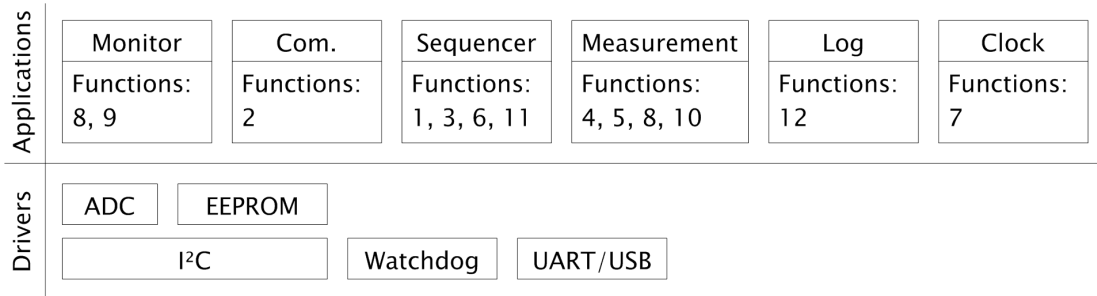 Applications
Monitor
Functions:
8, 9
Com.
Functions:
2
Sequencer
Functions:
1, 3, 6, 11
Measurement
Functions:
4, 5, 8, 10
Log
Functions:
12
Clock
Functions:
7
Drivers
ADC
EEPROM
I²C
Watchdog
UART/USB